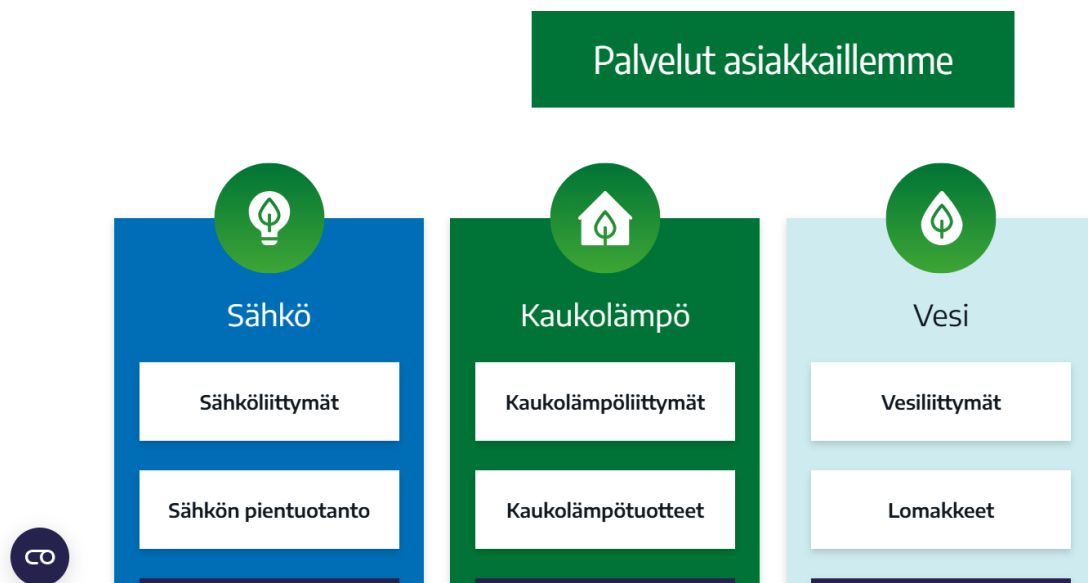 Palvelut asiakkaillemme
Sähkö
Sähköliittymät
Sähkön pientuotanto
Kaukolämpö
Kaukolämpöliittymät
Kaukolämpötuotteet
Vesi
Vesiliittymät
Lomakkeet